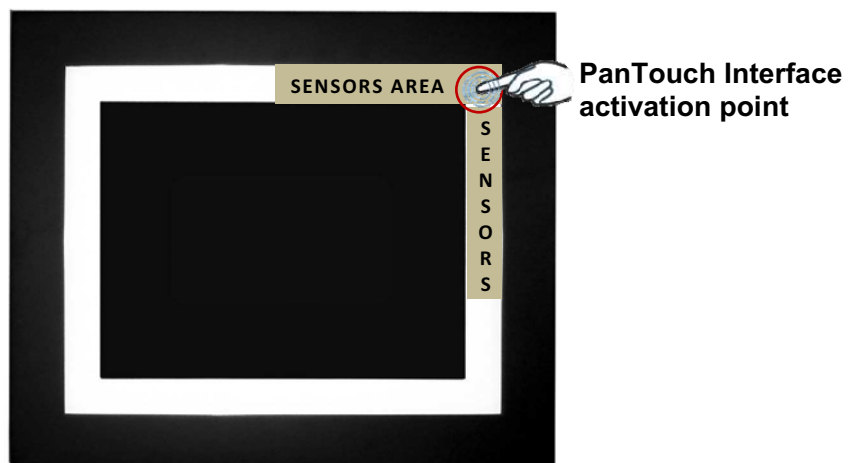 SENSORS AREA
PanTouch Interface
activation point
S
E
N
S
O
R
S